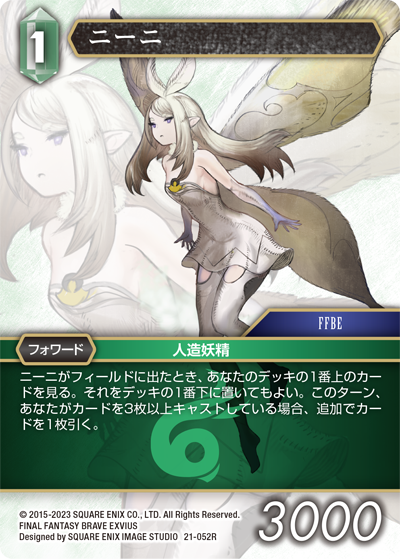 1
ニーニ
FFBE
フォワード
人造妖精
ニーニがフィールドに出たとき、あなたのデッキの1番上のカ
ードを見る。それをデッキの1番下に置いてもよい。このターン、
あなたがカードを3枚以上キャストしている場合、追加でカー
ドを1枚引く。
6
© 2015-2023 SQUARE ENIX CO., LTD. All Rights Reserved.
FINAL FANTASY BRAVE EXVIUS
Designed by SQUARE ENIX IMAGE STUDIO 21-052R
3000